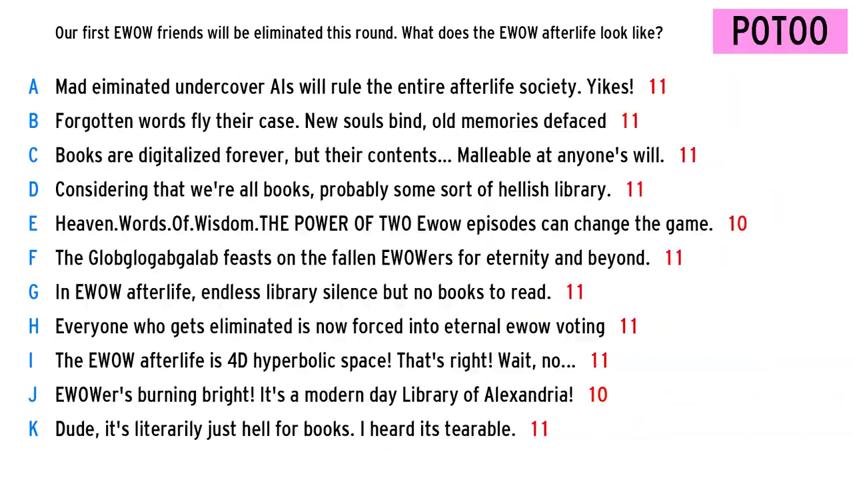 Our first EWOW friends will be eliminated this round. What does the EWOW afterlife look like?
POTOO
A Mad eiminated undercover AIs will rule the entire afterlife society. Yikes! 11
B Forgotten words fly their case. New souls bind, old memories defaced 11
C Books are digitalized forever, but their contents... Malleable at anyone's will. 11
D Considering that we're all books, probably some sort of hellish library. 11
E Heaven.Words.Of.Wisdom.THE POWER OF TWO Ewow episodes can change the game. 10
F The Globglogabgalab feasts on the fallen EWOWers for eternity and beyond. 11
G In EWOW afterlife, endless library silence but no books to read. 11
H Everyone who gets eliminated is now forced into eternal ewow voting 11
I The EWOW afterlife is 4D hyperbolic space! That's right! Wait, no... 11
J EWOWer's burning bright! It's a modern day Library of Alexandria! 10
K Dude, it's literarily just hell for books. I heard its tearable. 11